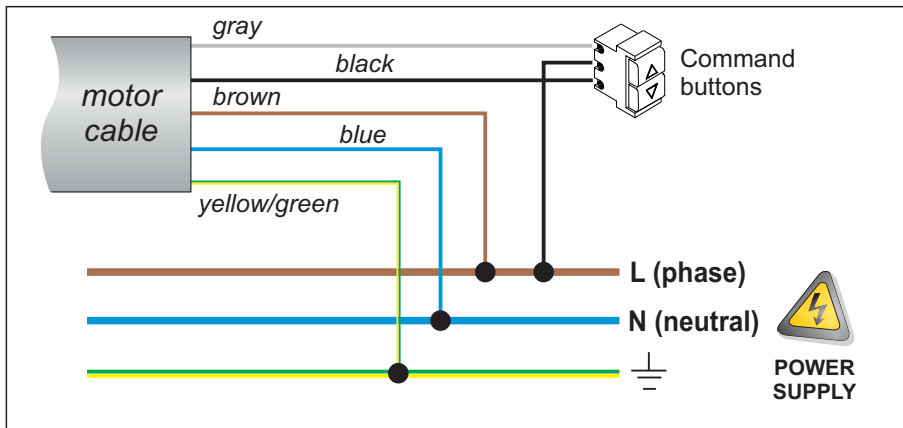 gray
black
Command
buttons
motor
cable
brown
blue
yellow/green
L (phase)
N (neutral)
POWER
SUPPLY